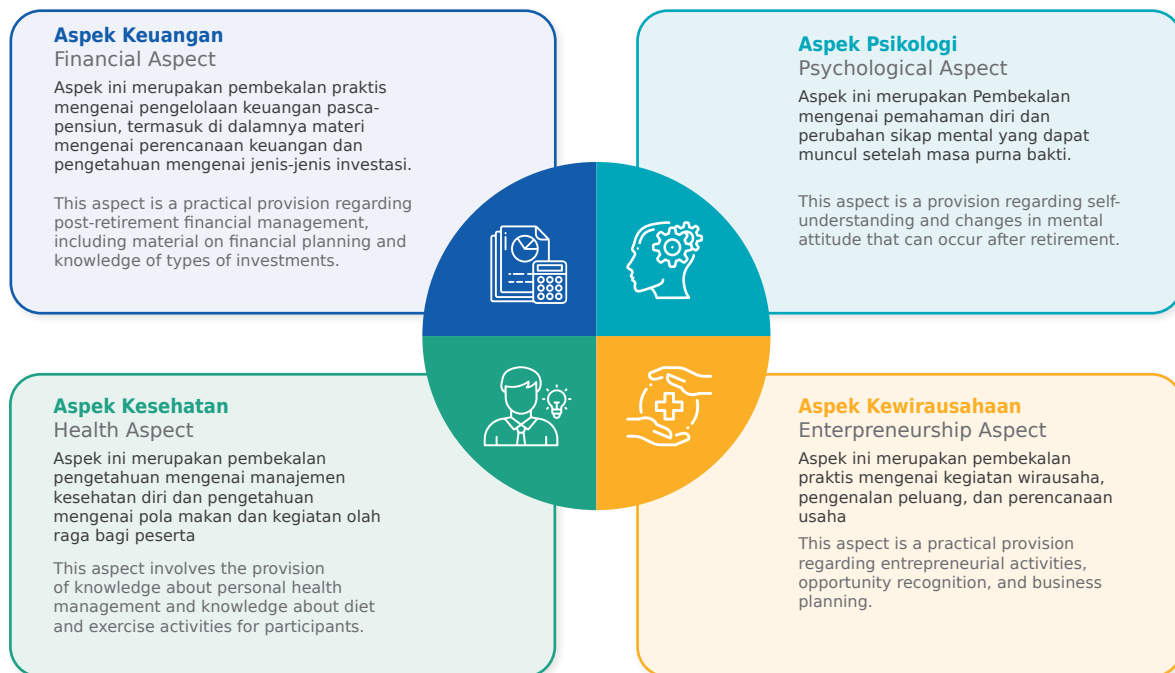 Aspek Keuangan
Financial Aspect
Aspek ini merupakan pembekalan praktis
mengenai pengelolaan keuangan pasca-
pensiun, termasuk di dalamnya materi
mengenai perencanaan keuangan dan
pengetahuan mengenai jenis-jenis investasi.
This aspect is a practical provision regarding
post-retirement financial management,
including material on financial planning and
knowledge of types of investments.
Aspek Psikologi
Psychological Aspect
Aspek ini merupakan Pembekalan
mengenai pemahaman diri dan
perubahan sikap mental yang dapat
muncul setelah masa purna bakti.
This aspect is a provision regarding self-
understanding and changes in mental
attitude that can occur after retirement.
Aspek Kesehatan
Health Aspect
Aspek ini merupakan pembekalan
pengetahuan mengenai manajemen
kesehatan diri dan pengetahuan
mengenai pola makan dan kegiatan olah
raga bagi peserta
This aspect involves the provision
of knowledge about personal health
management and knowledge about diet
and exercise activities for participants.
Aspek Kewirausahaan
Enterpreneurship Aspect
Aspek ini merupakan pembekalan
praktis mengenai kegiatan wirausaha,
pengenalan peluang, dan perencanaan
usaha
This aspect is a practical provision
regarding entrepreneurial activities,
opportunity recognition, and business
planning.